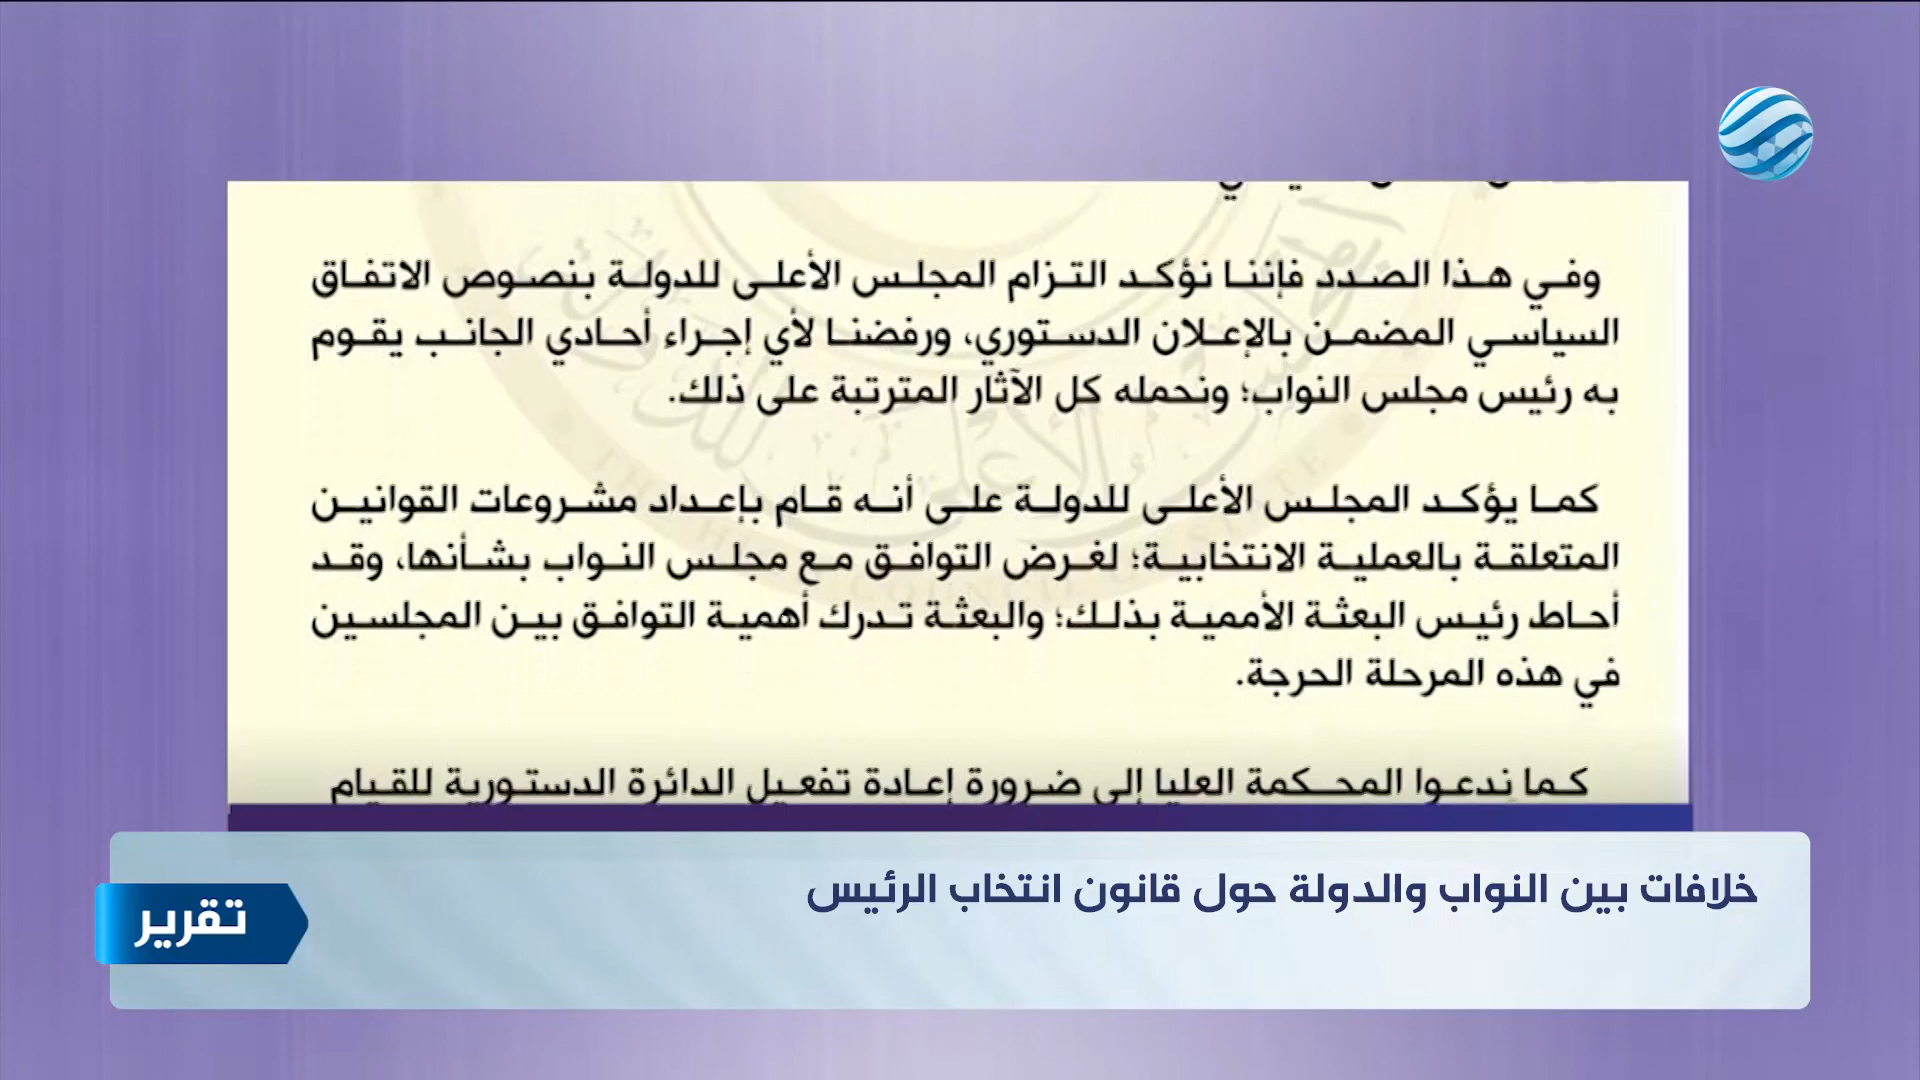 وفي هذا الصدد فإننا نؤكد التزام المجلس الأعلى للدولة بنصوص الاتفاق
السياسي المضمن بالإعلان الدستوري، ورفضنا لأي إجراء أحادي الجانب يقوم
به رئيس مجلس النواب؛ ونحمله كل الآثار المترتبة على ذلك.
كما يؤكد المجلس الأعلى للدولة على أنه قام بإعداد مشروعات القوانين
المتعلقة بالعملية الانتخابية؛ لغرض التوافق مع مجلس النواب بشأنها، وقد
أحاط رئيس البعثة الأممية بذلك؛ والبعثة تدرك أهمية التوافق بين المجلسين
في هذه المرحلة الحرجة.
كما ندعوا المحكمة العليا إلى ضرورة إعادة تفعيل الدائرة الدستورية للقيام
خلافات بين النواب والدولة حول قانون انتخاب الرئيس
تقرير